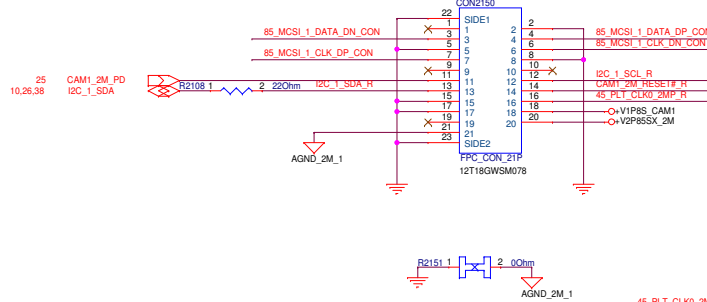 CON2150
22 SIDE1
1 1 2 2
85_MCSI_1_DATA_DN_CON 3 3 4 4 85_MCSI_1_DATA_DP_CON
5 5 6 6 85_MCSI_1_CLK_DN_CON
85_MCSI_1_CLK_DP_CON 7 7 8 8
9 9 10 10
25 CAM1_2M_PD 11 11 12 12 I2C_1_SCL_R
10,26,38 I2C_1_SDA R2108 1 2 22Ohm I2C_1_SDA_R 13 13 14 14 CAM1_2M_RESET#_R
15 15 16 16 45_PLT_CLK0_2MP_R
17 17 18 18 +V1P8S_CAM1
19 19 20 20 +V2P85SX_2M
21 21
23 SIDE2
AGND_2M_1
FPC_CON_21P
12T18GWSM078
R2151 1 2 0Ohm
AGND_2M_1